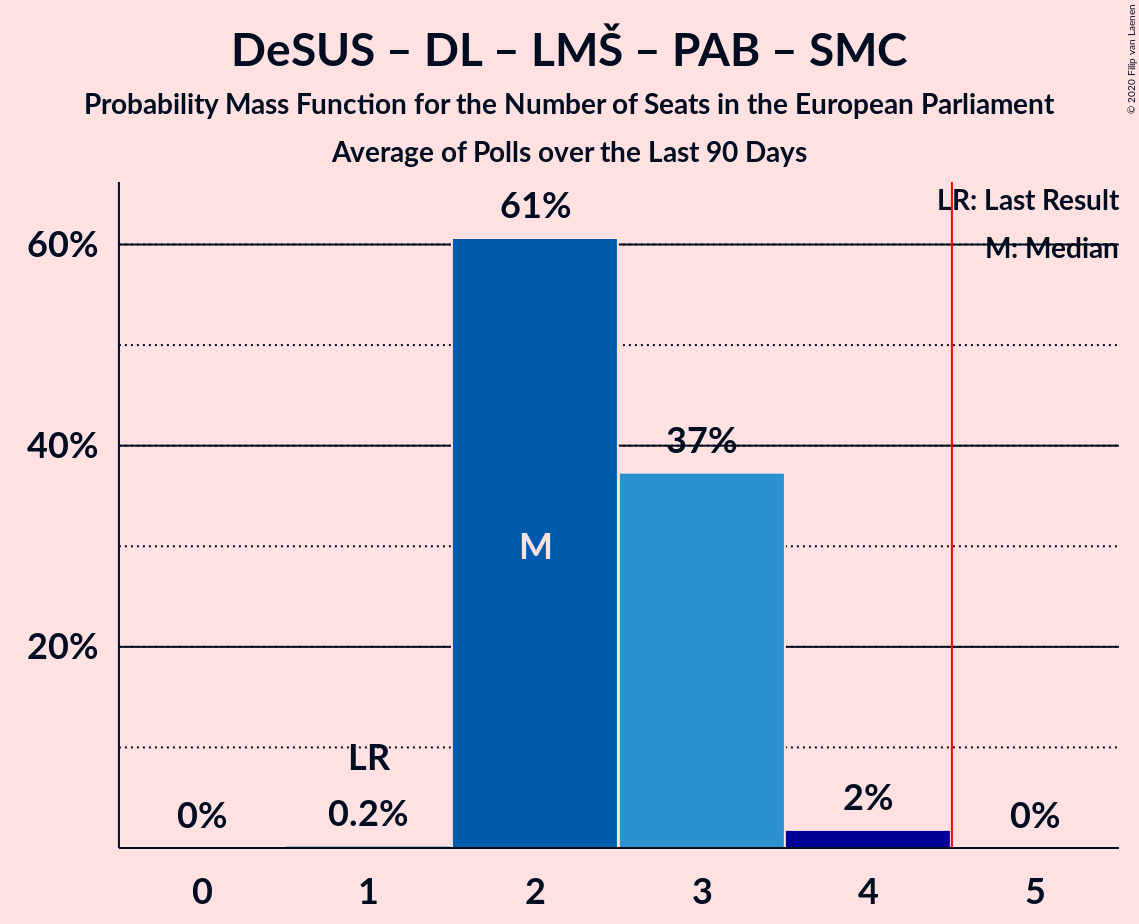 DeSUS – DL – LMŠ – PAB – SMC
Probability Mass Function for the Number of Seats in the European Parliament
Average of Polls over the Last 90 Days
© 2020 Filip van Laenen
LR: Last Result
M: Median
61%
60%
37%
40%
M
20%
LR
0%
0.2%
2%
0%
0 1 2 3 4 5